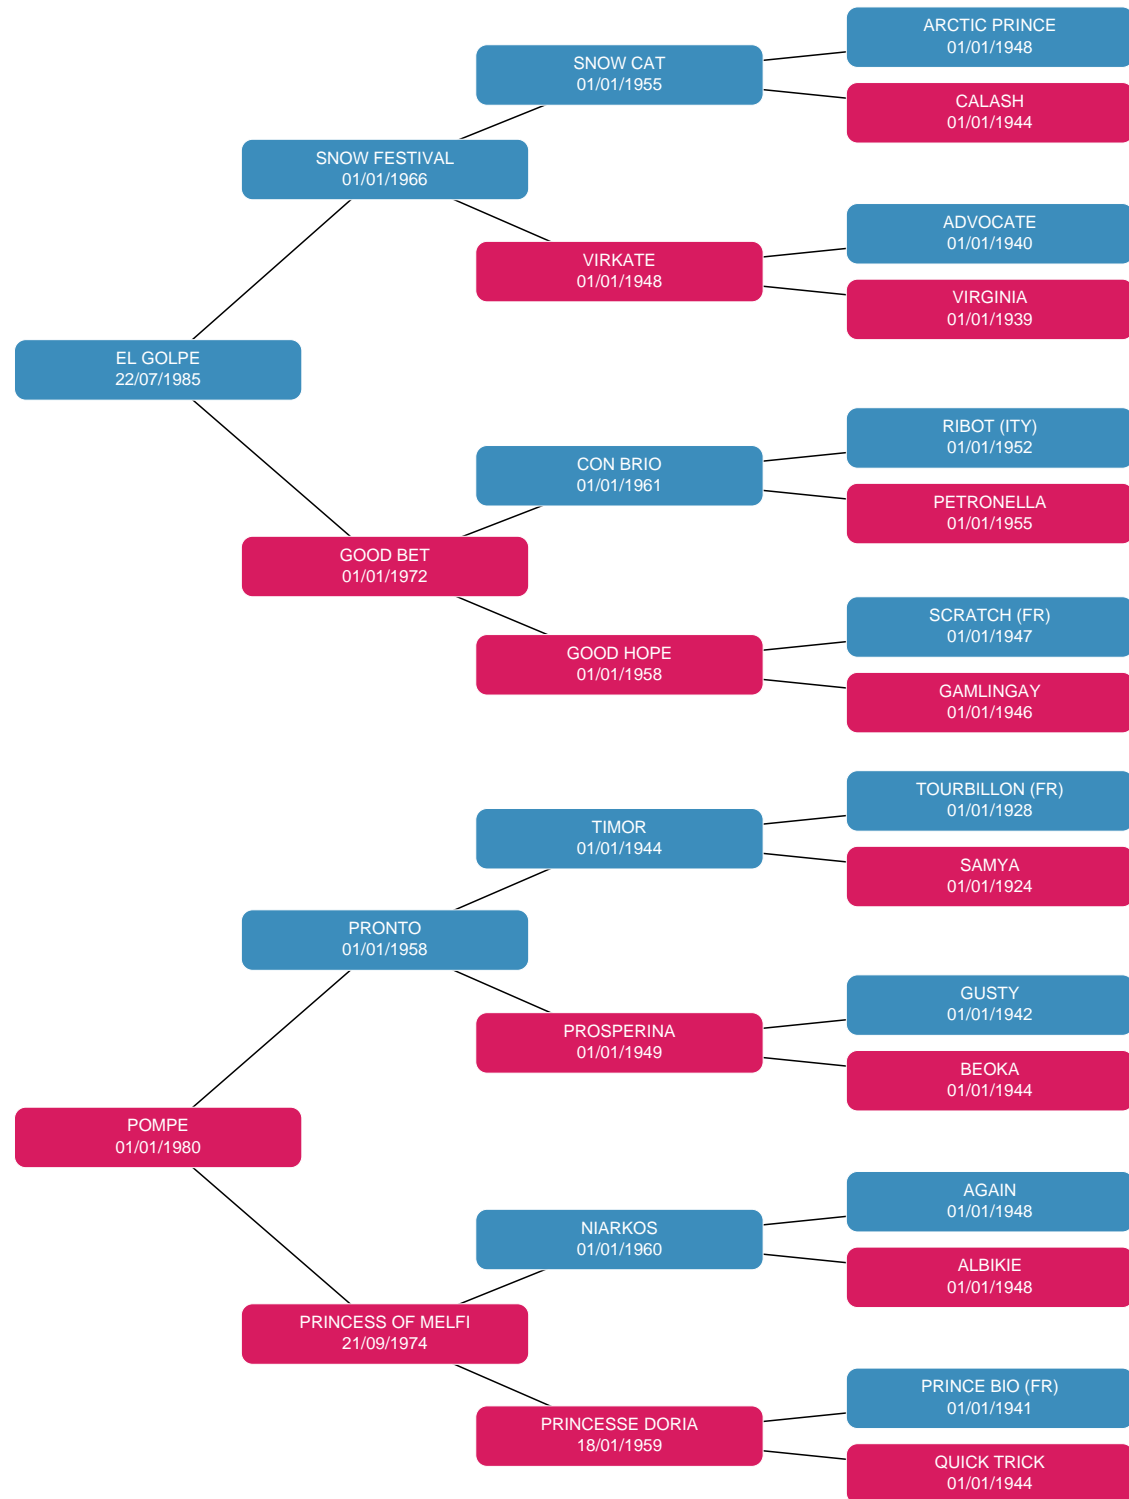 ARCTIC PRINCE
01/01/1948
SNOW CAT
01/01/1955
CALASH
01/01/1944
SNOW FESTIVAL
01/01/1966
ADVOCATE
01/01/1940
VIRKATE
01/01/1948
VIRGINIA
01/01/1939
EL GOLPE
22/07/1985
RIBOT (ITY)
01/01/1952
CON BRIO
01/01/1961
PETRONELLA
01/01/1955
GOOD BET
01/01/1972
SCRATCH (FR)
01/01/1947
GOOD HOPE
01/01/1958
GAMLINGAY
01/01/1946
TOURBILLON (FR)
01/01/1928
TIMOR
01/01/1944
SAMYA
01/01/1924
PRONTO
01/01/1958
GUSTY
01/01/1942
PROSPERINA
01/01/1949
BEOKA
01/01/1944
POMPE
01/01/1980
AGAIN
01/01/1948
NIARKOS
01/01/1960
ALBIKIE
01/01/1948
PRINCESS OF MELFI
21/09/1974
PRINCE BIO (FR)
01/01/1941
PRINCESSE DORIA
18/01/1959
QUICK TRICK
01/01/1944